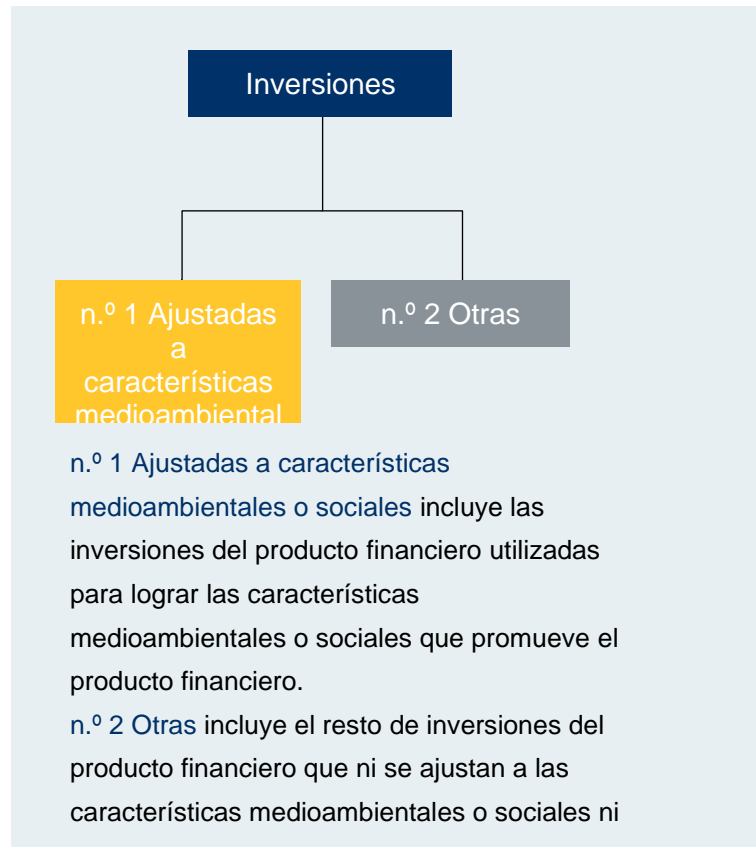 Inversiones
n.º 1 Ajustadas
a
características
medioambiental
n.º 2 Otras
n.º 1 Ajustadas a características
medioambientales o sociales incluye las
inversiones del producto financiero utilizadas
para lograr las características
medioambientales o sociales que promueve el
producto financiero.
n.º 2 Otras incluye el resto de inversiones del
producto financiero que ni se ajustan a las
características medioambientales o sociales ni